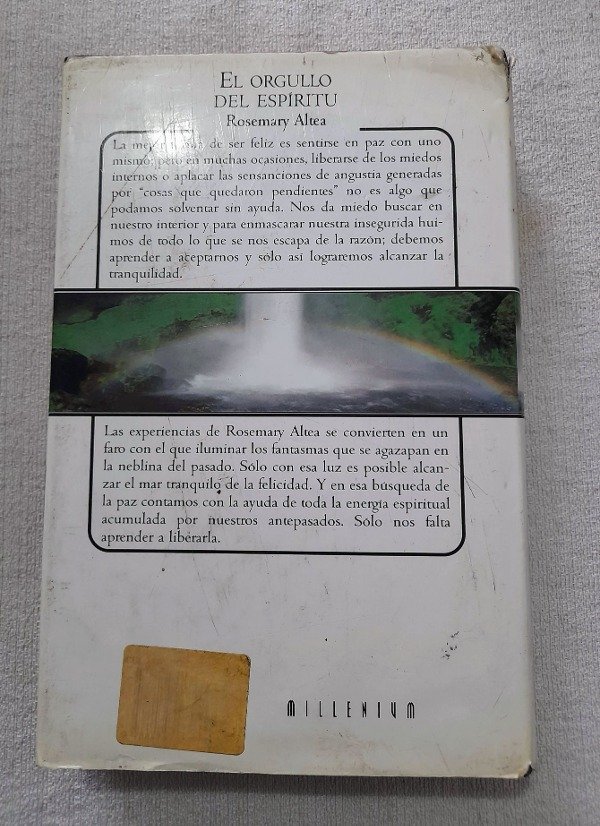 EL ORGULLO
DEL ESPÍRITU
Rosemary Altea
La mejor de ser feliz es sentirse en paz con uno
mismo; pero en muchas ocasiones, liberarse de los miedos
internos o aplacar las sensanciones de angustia generadas
por “cosas que quedaron pendientes” no es algo que
podamos solventar sin ayuda. Nos da miedo buscar en
nuestro interior y para enmascarar nuestra insegurida hui-
mos de todo lo que se nos escapa de la razón; debemos
aprender a aceptarnos y sólo así lograremos alcanzar la
tranquilidad.
Las experiencias de Rosemary Altea se convierten en un
faro con el que iluminar los fantasmas que se agazapan en
la neblina del pasado. Sólo con esa luz es posible alcan-
zar el mar tranquilo de la felicidad. Y en esa búsqueda de
la paz contamos con la ayuda de toda la energía espiritual
acumulada por nuestros antepasados. Sólo nos falta
aprender a liberarla.
MILLENIUM